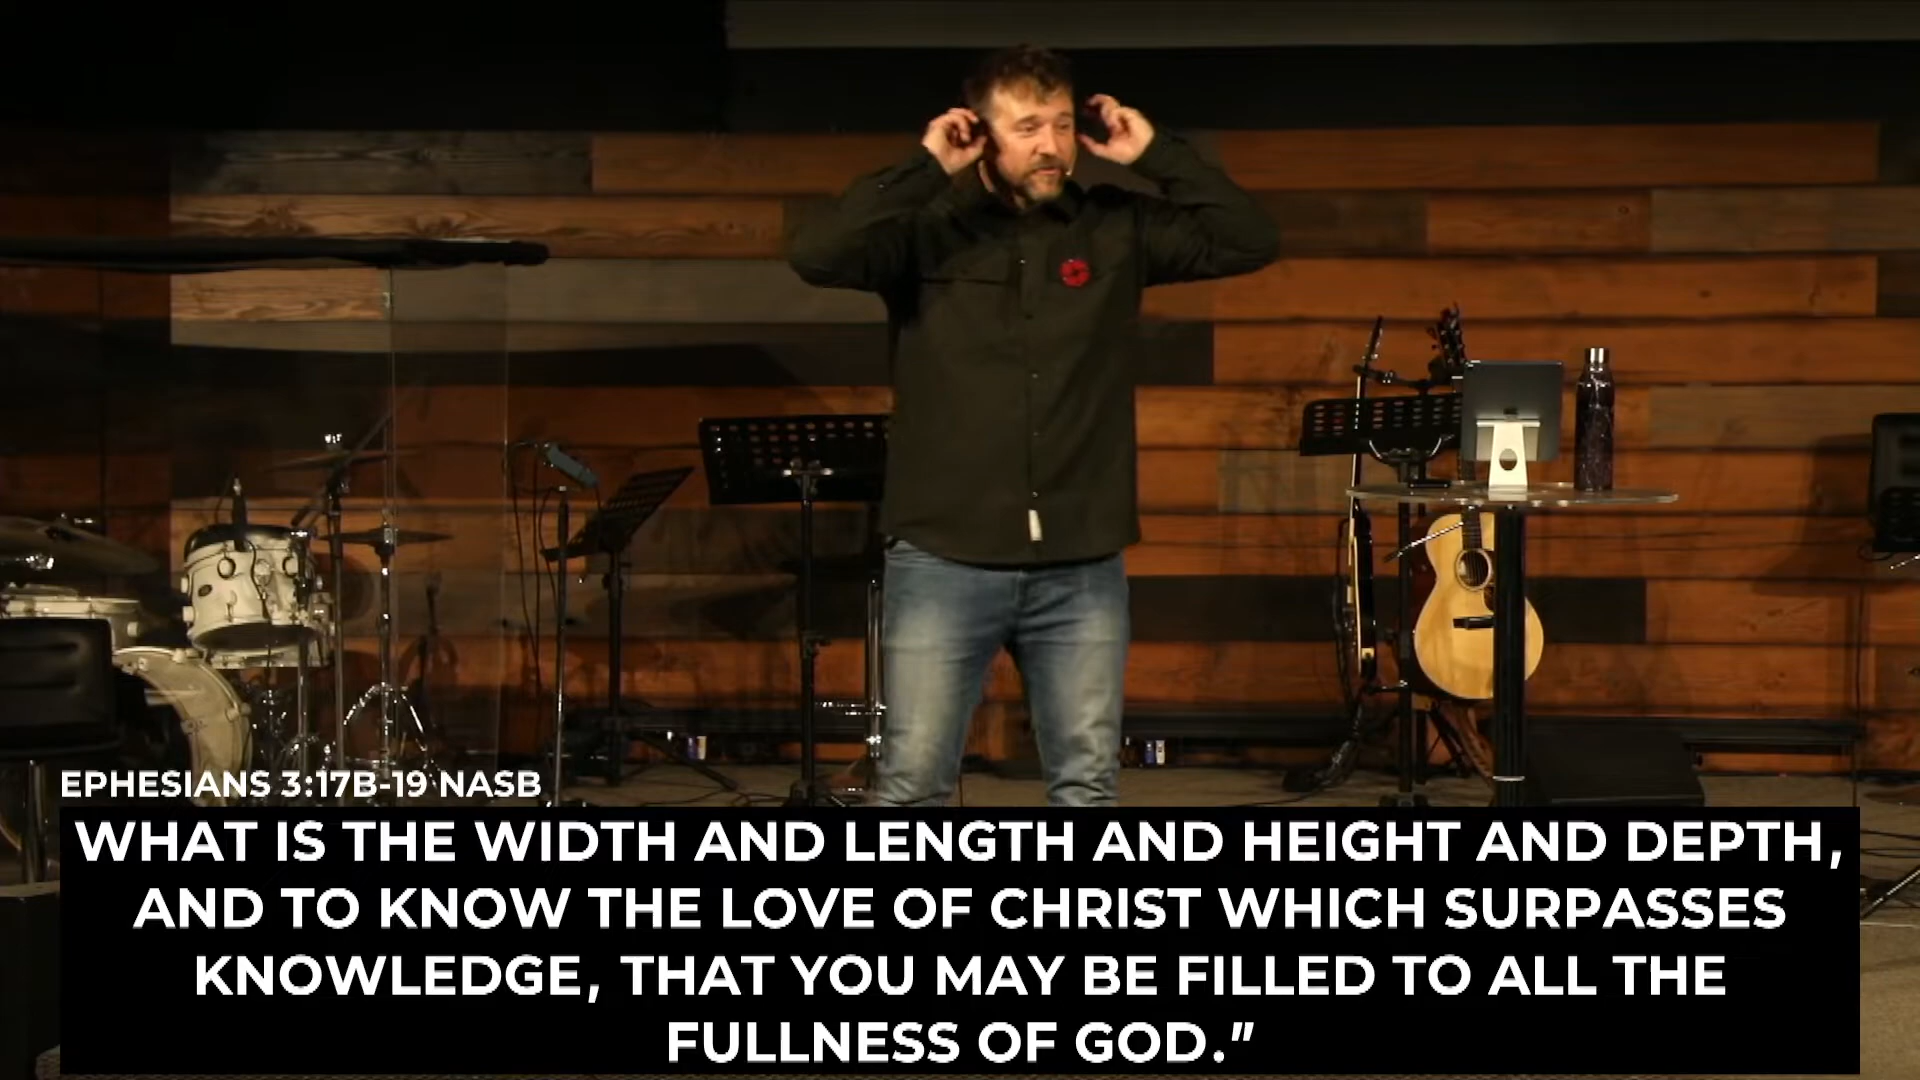 EPHESIANS 3:17B-19 NASB
WHAT IS THE WIDTH AND LENGTH AND HEIGHT AND DEPTH,
AND TO KNOW THE LOVE OF CHRIST WHICH SURPASSES
KNOWLEDGE, THAT YOU MAY BE FILLED TO ALL THE
FULLNESS OF GOD."